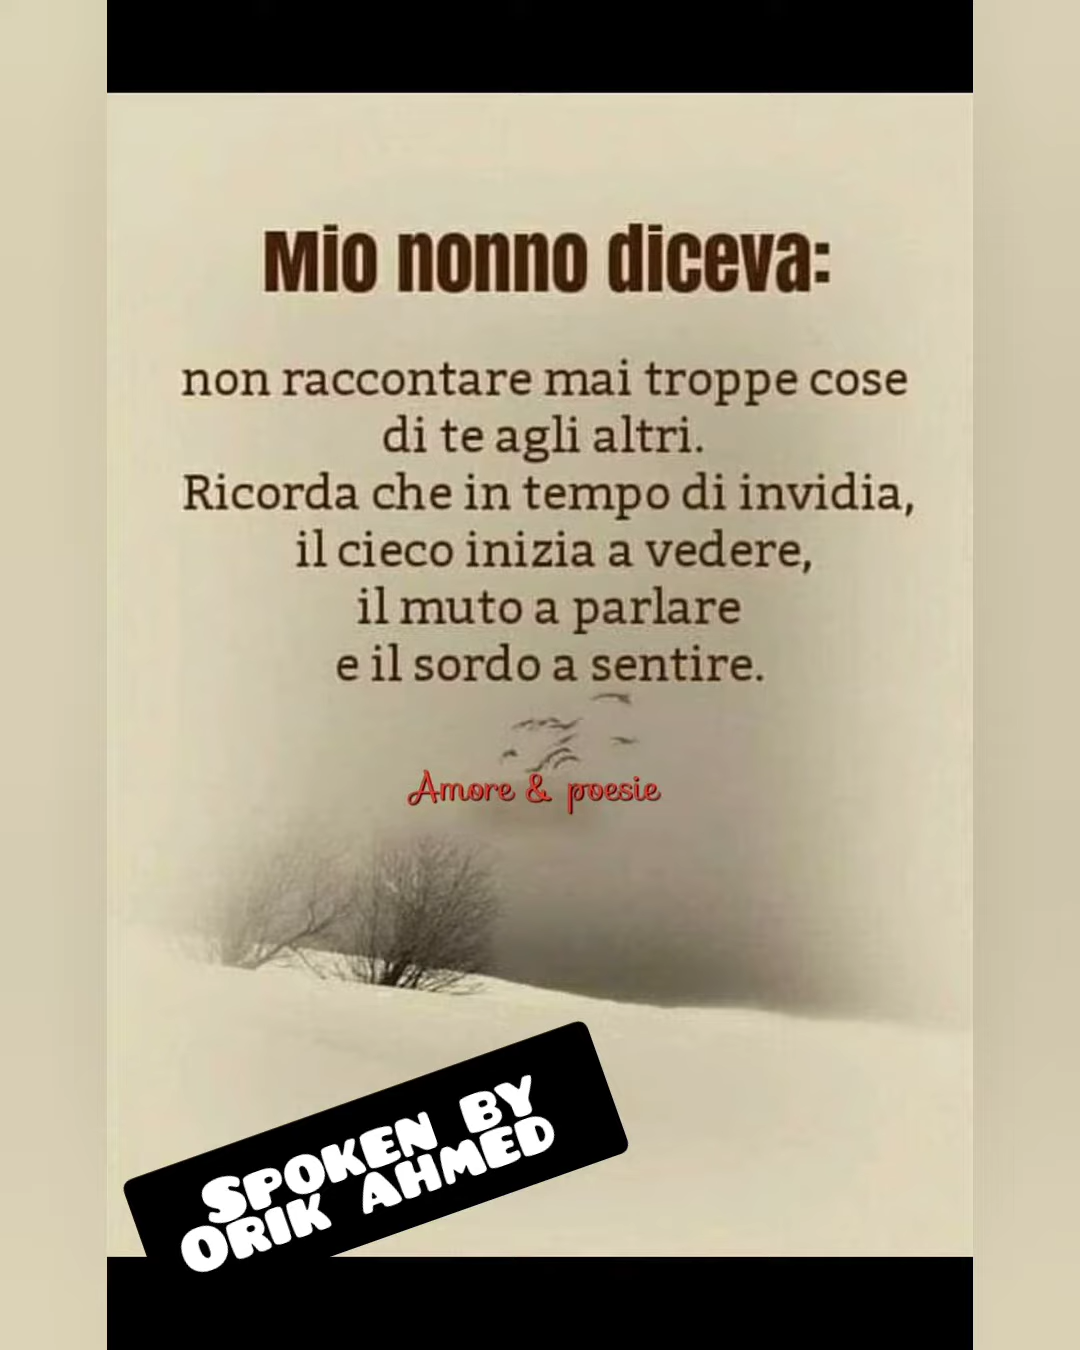 Mio nonno diceva:
non raccontare mai troppe cose
di te agli altri.
Ricorda che in tempo di invidia,
il cieco inizia a vedere,
il muto a parlare
e il sordo a sentire.
Amore & poesie
SPOKEN BY
ORIK AHMED